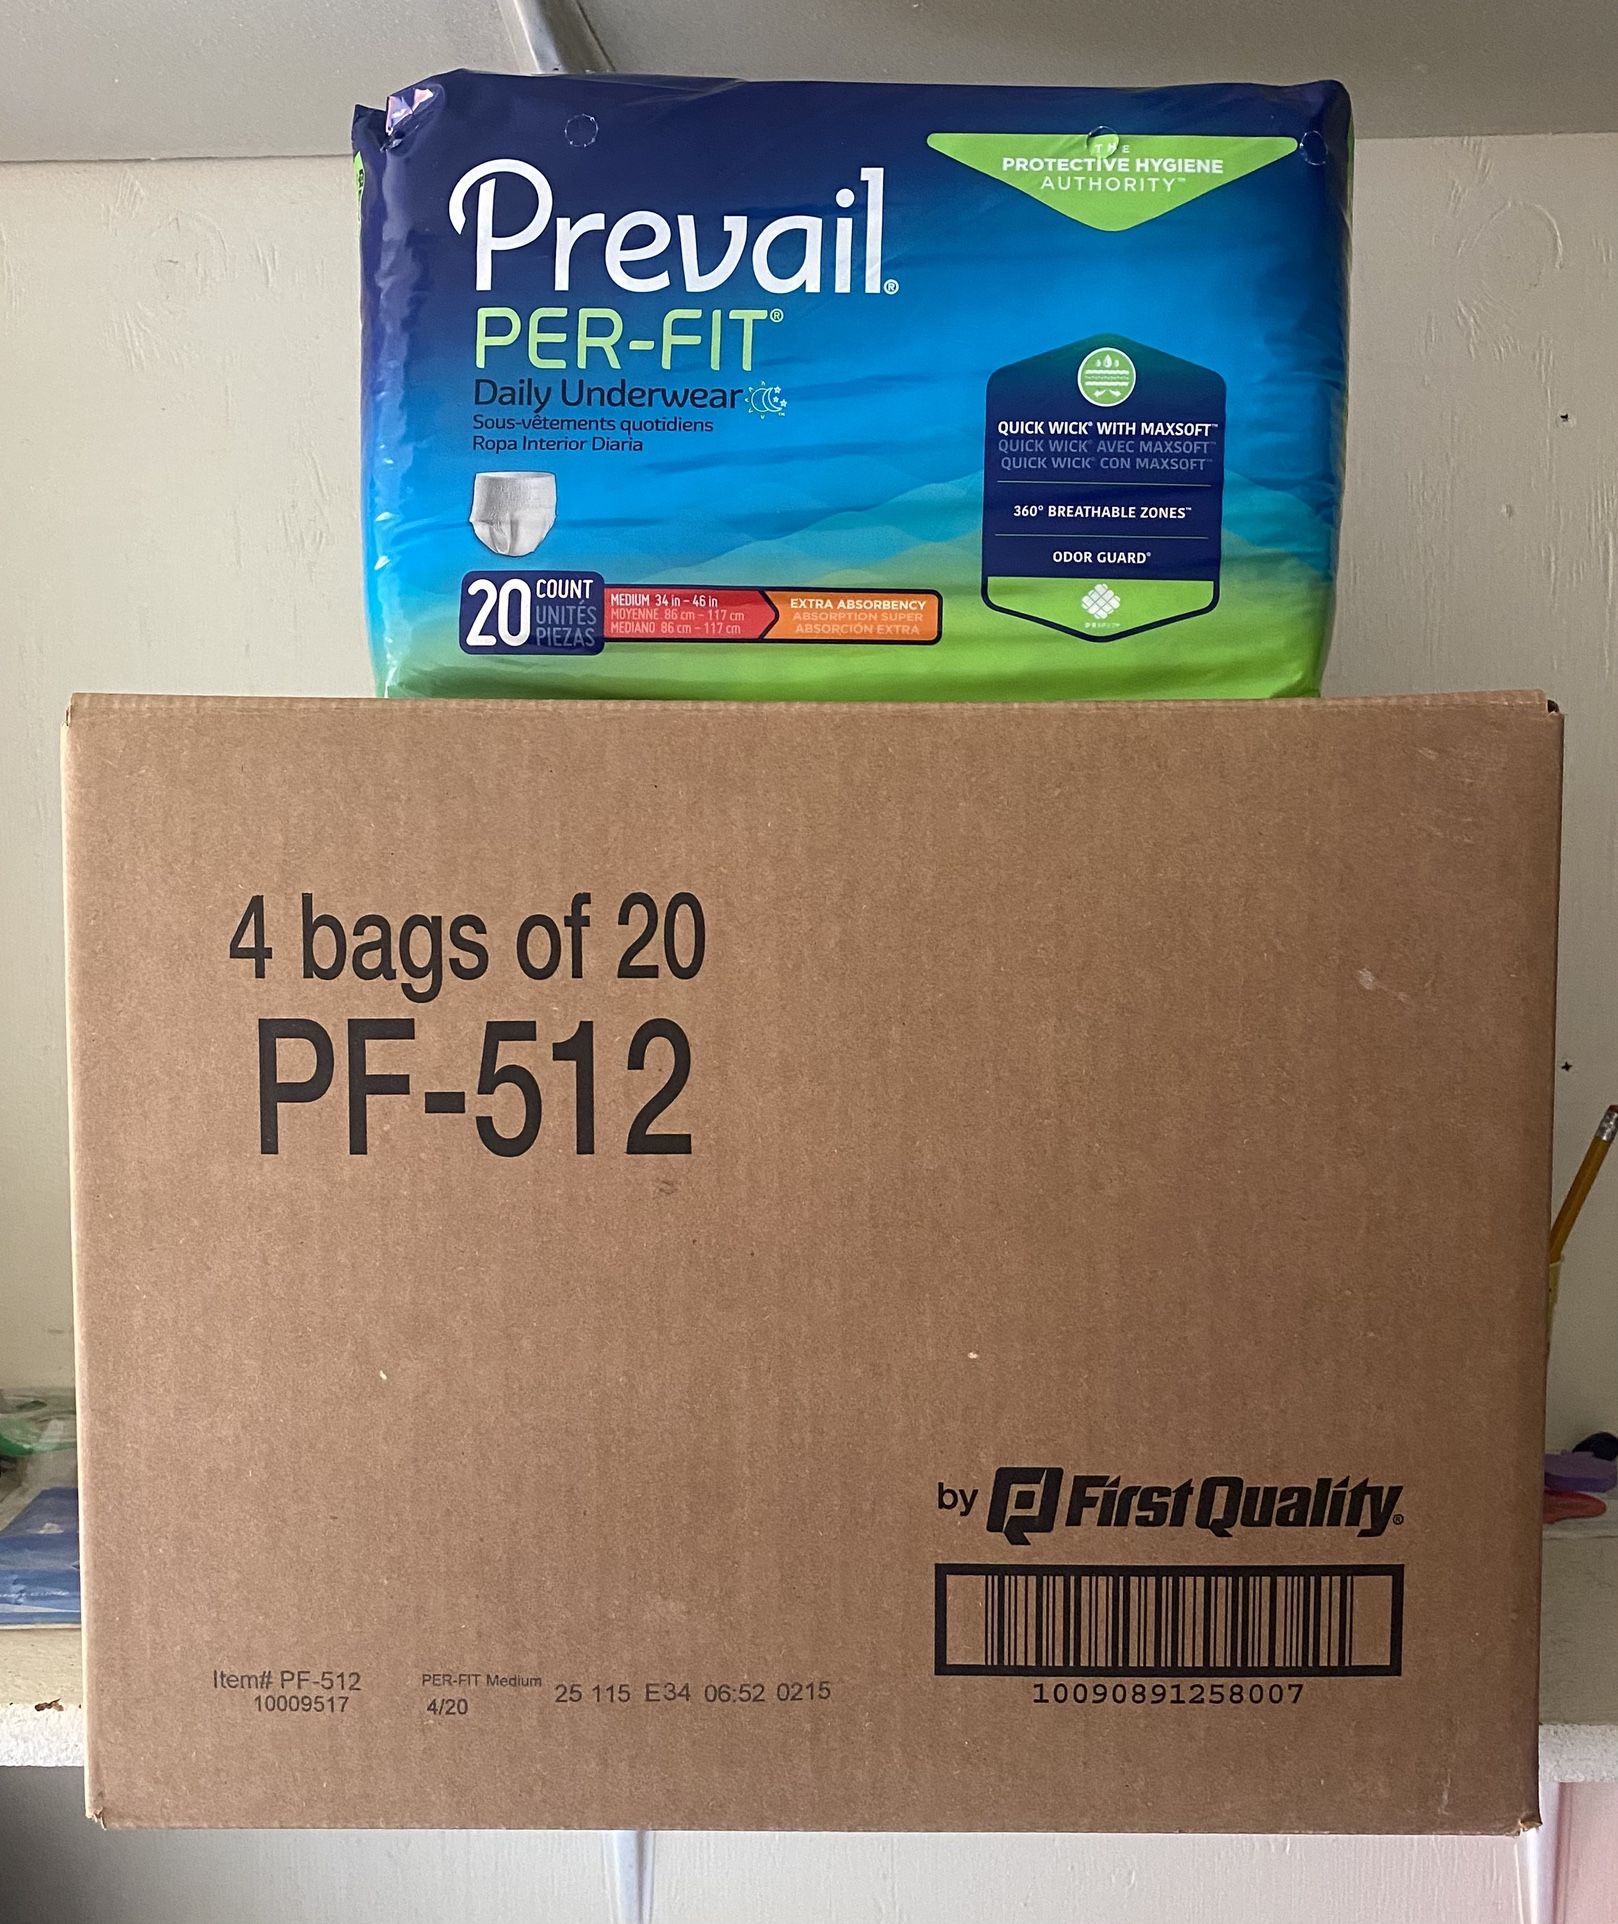 THE
PROTECTIVE HYGIENE
AUTHORITY™
Prevail®
PER-FIT®
Daily Underwear
Sous-vêtements quotidiens
Ropa Interior Diaria
QUICK WICK® WITH MAXSOFT™
QUICK WICK® AVEC MAXSOFT™
QUICK WICK® CON MAXSOFT™
360° BREATHABLE ZONES™
ODOR GUARD®
20 COUNT
UNITÉS
PIEZAS
MEDIUM 34 in – 46 in
MOYENNE 86 cm – 117 cm
MEDIANO 86 cm – 117 cm
EXTRA ABSORBENCY
ABSORPTION SUPER
ABSORCIÓN EXTRA
4 bags of 20
PF-512
by First Quality®
Item# PF-512
10009517
PER-FIT Medium
4/20
25 115 E34 06:52 0215
10090891258007